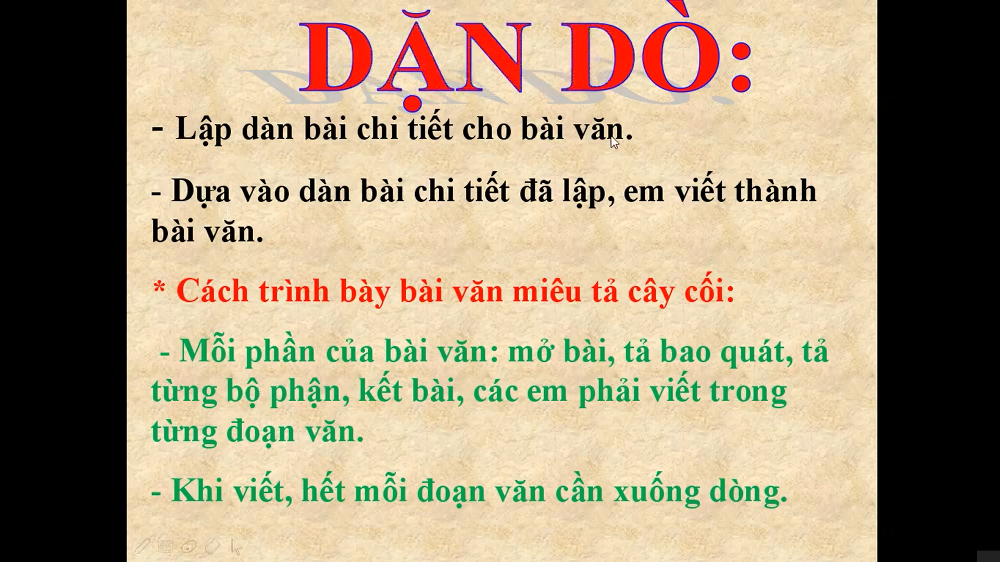 DẶN DÒ:
- Lập dàn bài chi tiết cho bài văn.
- Dựa vào dàn bài chi tiết đã lập, em viết thành
bài văn.
* Cách trình bày bài văn miêu tả cây cối:
- Mỗi phần của bài văn: mở bài, tả bao quát, tả
từng bộ phận, kết bài, các em phải viết trong
từng đoạn văn.
- Khi viết, hết mỗi đoạn văn cần xuống dòng.